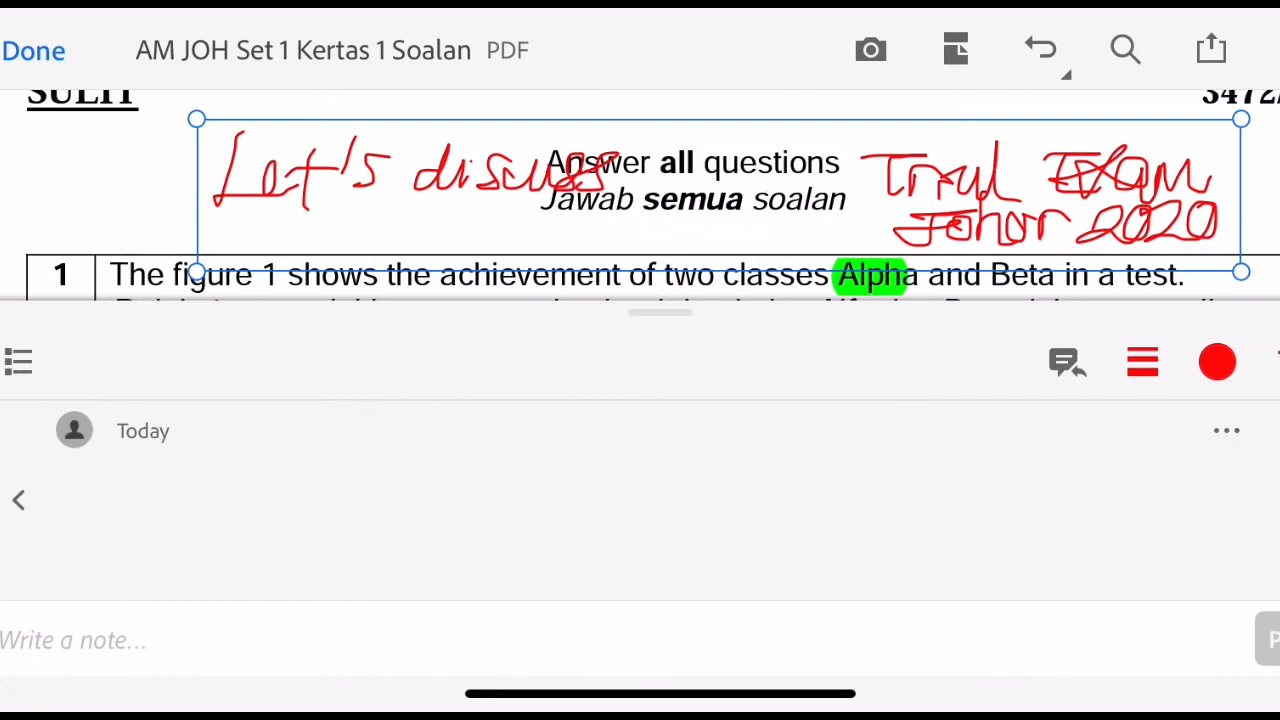 Done AM JOH Set 1 Kertas 1 Soalan PDF
SULIT 3472/
Let's discuss Answer all questions Trial Exam
Jawab semua soalan Johor 2020
1 The figure 1 shows the achievement of two classes Alpha and Beta in a test.
Today
Write a note...
P